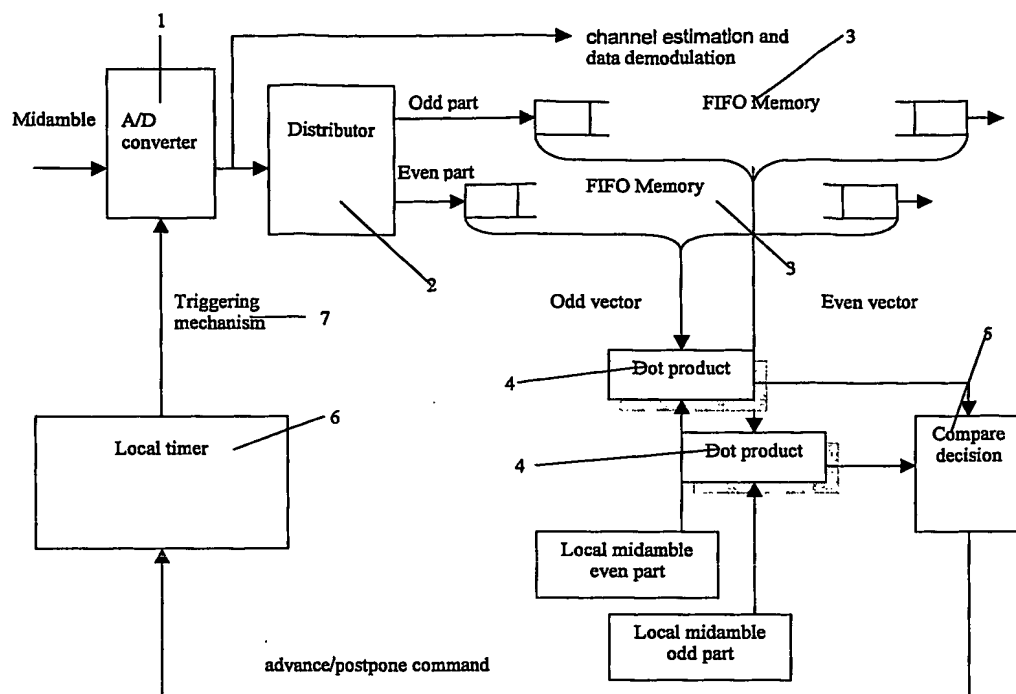 1
channel estimation and
data demodulation
3
Midamble
A/D
converter
Distributor
Odd part
Even part
FIFO Memory
FIFO Memory
2
3
Triggering
mechanism
7
Odd vector
Even vector
5
4
Dot product
6
Local timer
4
Dot product
Compare
decision
Local midamble
even part
Local midamble
odd part
advance/postpone command